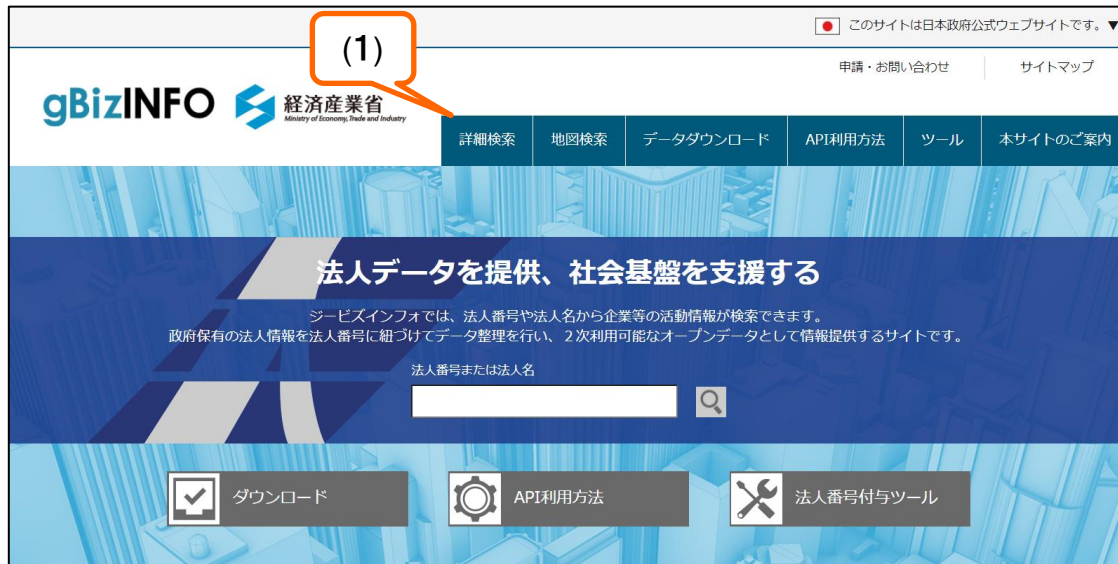 このサイトは日本政府公式ウェブサイトです。▼
(1)
申請・お問い合わせ サイトマップ
gBizINFO 経済産業省
Ministry of Economy, Trade and Industry
詳細検索 地図検索 データダウンロード API利用方法 ツール 本サイトのご案内
法人データを提供、社会基盤を支援する
ジービズインフォでは、法人番号や法人名から企業等の活動情報が検索できます。
政府保有の法人情報を法人番号に紐づけてデータ整理を行い、２次利用可能なオープンデータとして情報提供するサイトです。
法人番号または法人名
ダウンロード API利用方法 法人番号付与ツール